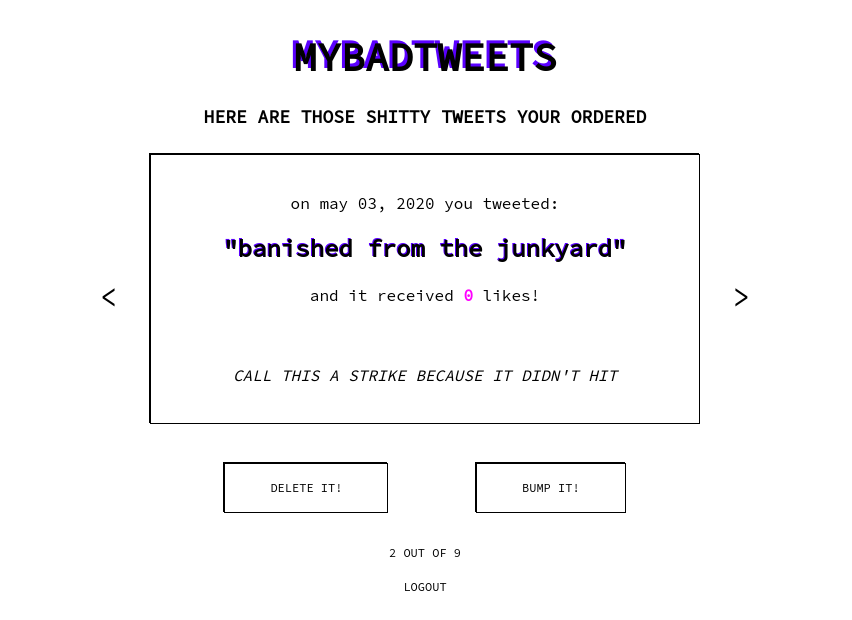 MYBADTWEETS
HERE ARE THOSE SHITTY TWEETS YOUR ORDERED
on may 03, 2020 you tweeted:
"banished from the junkyard"
and it received 0 likes!
< >
CALL THIS A STRIKE BECAUSE IT DIDN'T HIT
DELETE IT! BUMP IT!
2 OUT OF 9
LOGOUT